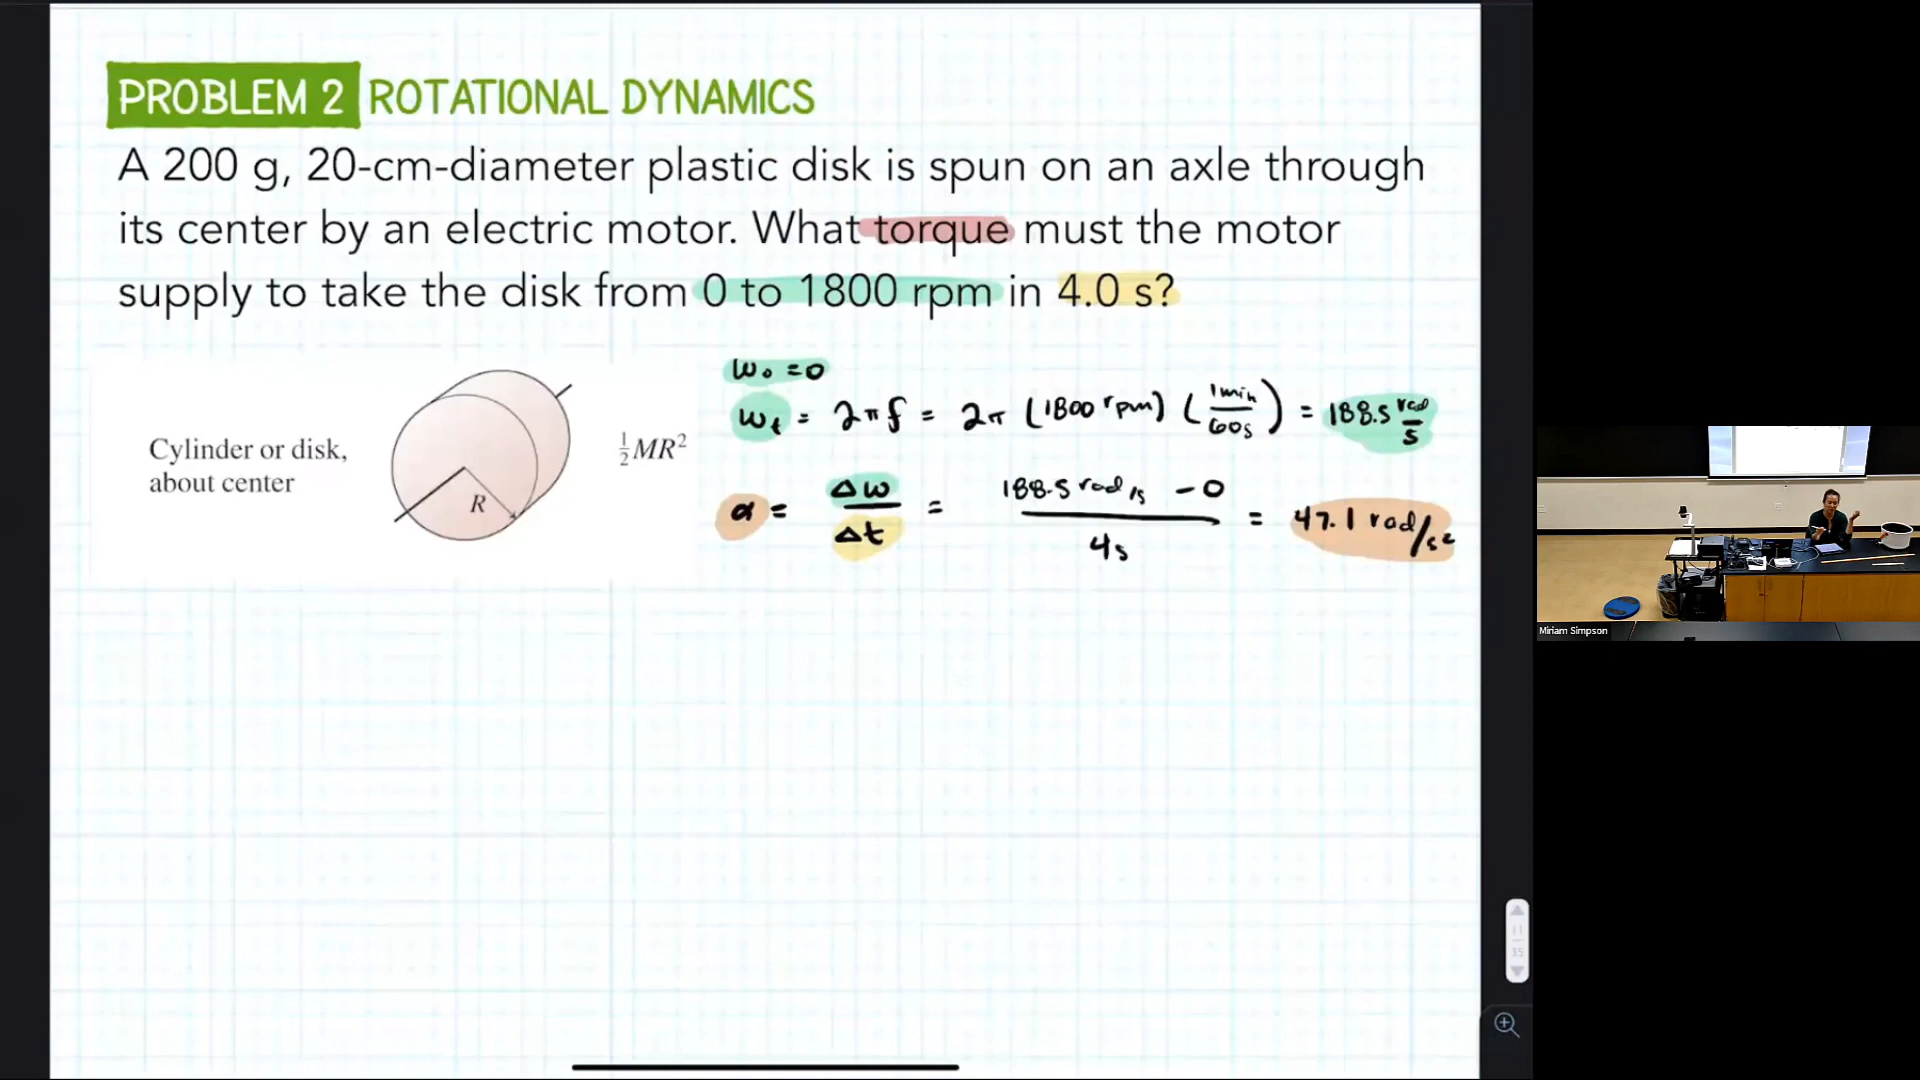 PROBLEM 2 ROTATIONAL DYNAMICS
A 200 g, 20-cm-diameter plastic disk is spun on an axle through
its center by an electric motor. What torque must the motor
supply to take the disk from 0 to 1800 rpm in 4.0 s?
Cylinder or disk,
about center
R
½MR²
ω₀ = 0
ωf = 2πf = 2π (1800 rpm) (1min/60s) = 188.5 rad/s
α = Δω/Δt = 188.5 rad/s - 0 / 4s = 47.1 rad/s²
Miriam Simpson
11
35